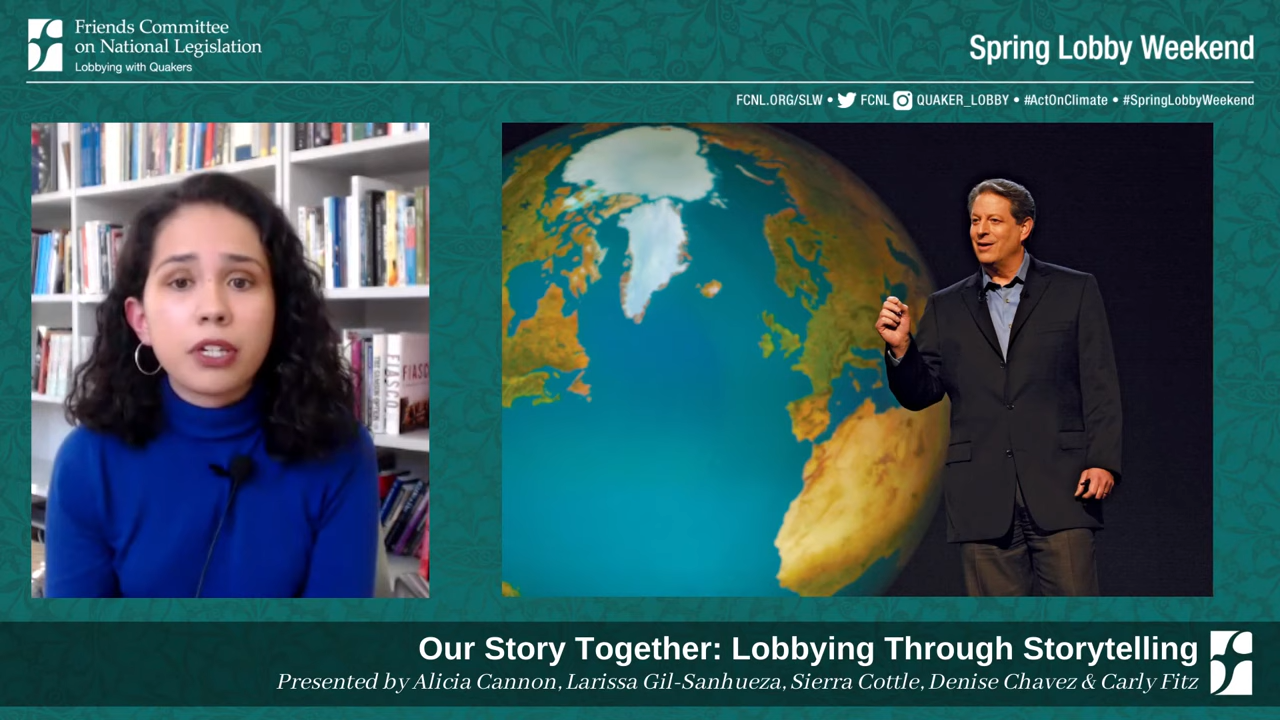 Friends Committee
on National Legislation
Lobbying with Quakers
Spring Lobby Weekend
FCNL.ORG/SLW • FCNL QUAKER_LOBBY • #ActOnClimate • #SpringLobbyWeekend
FIASCO
FIASCO
Our Story Together: Lobbying Through Storytelling
Presented by Alicia Cannon, Larissa Gil-Sanhueza, Sierra Cottle, Denise Chavez & Carly Fitz